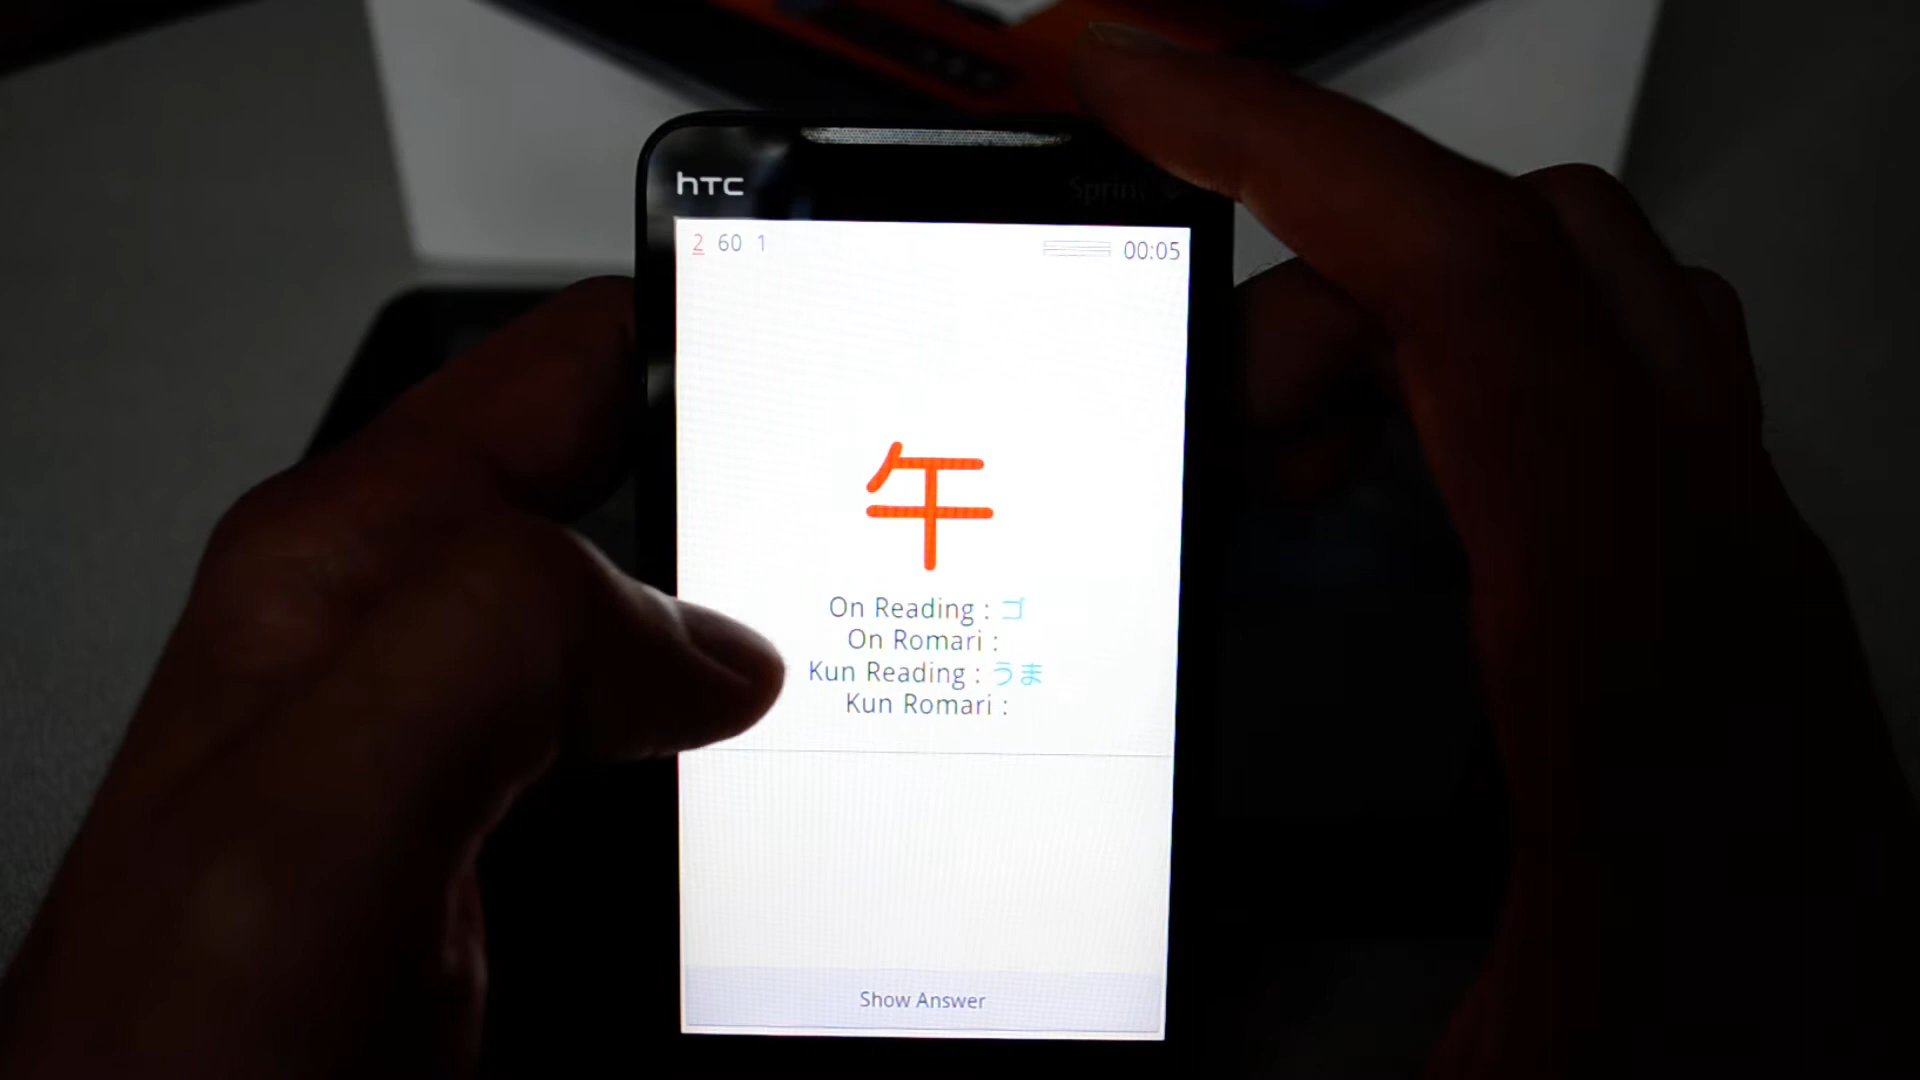 hTC
Sprint
2 60 1
00:05
午
On Reading : ゴ
On Romari :
Kun Reading : うま
Kun Romari :
Show Answer